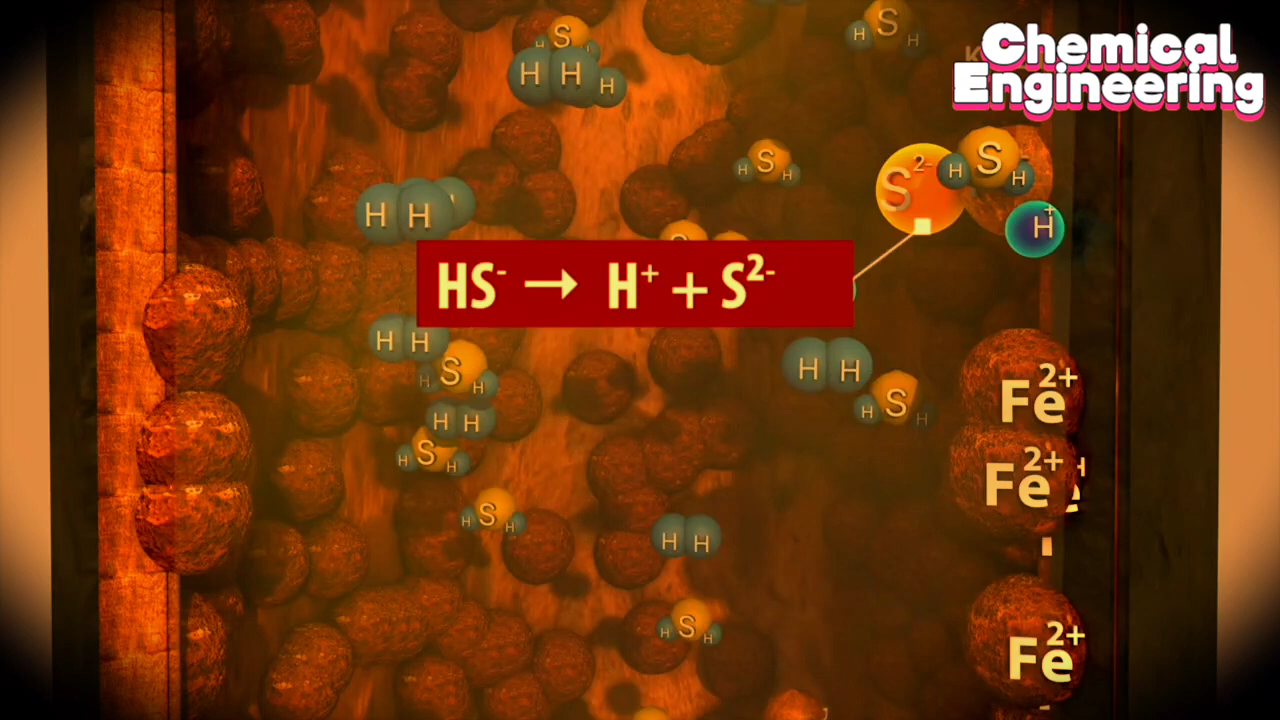 Chemical
Engineering
S
H
H H H
H S H
H S H
S²⁻ H S H
H H
H⁺
HS⁻ → H⁺ + S²⁻
H H
H S H
H H
H S H
H H
H S H
Fe²⁺
H H
H S H
Fe²⁺
H S H
H H
H S H
Fe²⁺